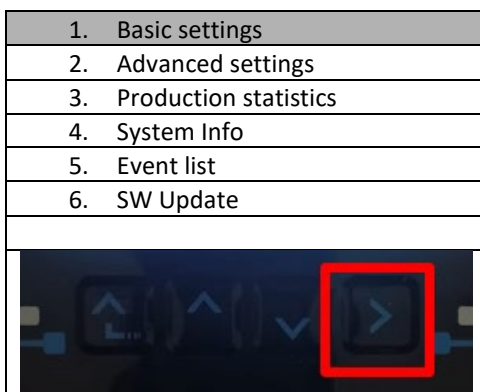 1. Basic settings
2. Advanced settings
3. Production statistics
4. System Info
5. Event list
6. SW Update